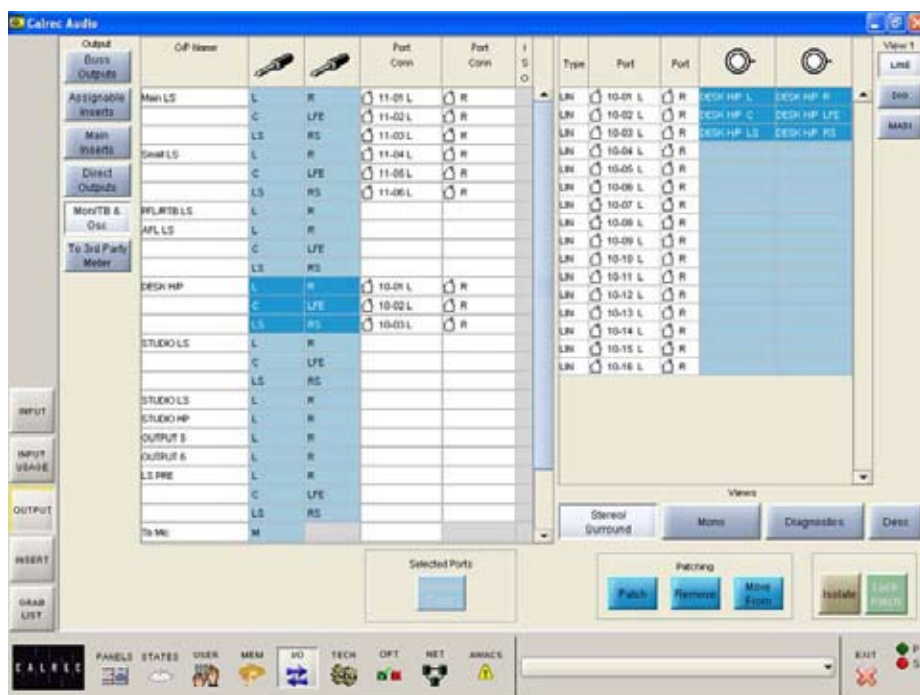 Calrec Audio
Output
Buss Outputs
Assignable Inserts
Main Inserts
Direct Outputs
Mon/TB & Osc
To 3rd Party Meter
O/P Name Port Conn Port Conn I S O
Main LS L R 11-01 L R
C LFE 11-02 L R
LS RS 11-03 L R
Small LS L R 11-04 L R
C LFE 11-05 L R
LS RS 11-06 L R
PFL/RTB LS L R
AFL LS L R
C LFE
LS RS
DESK H/P L R 10-01 L R
C LFE 10-02 L R
LS RS 10-03 L R
STUDIO LS L R
C LFE
LS RS
STUDIO LS L R
STUDIO HP L R
OUTPUT 5 L R
OUTPUT 6 L R
LS PRE L R
C LFE
LS RS
To Mic M
Type Port Port
LIN 10-01 L R DESK H/P L DESK H/P R
LIN 10-02 L R DESK H/P C DESK H/P LFE
LIN 10-03 L R DESK H/P LS DESK H/P RS
LIN 10-04 L R
LIN 10-05 L R
LIN 10-06 L R
LIN 10-07 L R
LIN 10-08 L R
LIN 10-09 L R
LIN 10-10 L R
LIN 10-11 L R
LIN 10-12 L R
LIN 10-13 L R
LIN 10-14 L R
LIN 10-15 L R
LIN 10-16 L R
View 1
LINE
DIGI
MADI
INPUT
INPUT USAGE
OUTPUT
INSERT
GRAB LIST
Views
Stereo/ Surround
Mono
Diagnostics
Desc
Selected Ports
Patching
Patch
Remove
Move From
Isolate
Lock Patch
CALREC
PANELS
STATES
USER
MEM
I/O
TECH
OPT
NET
AWACS
EXIT
P